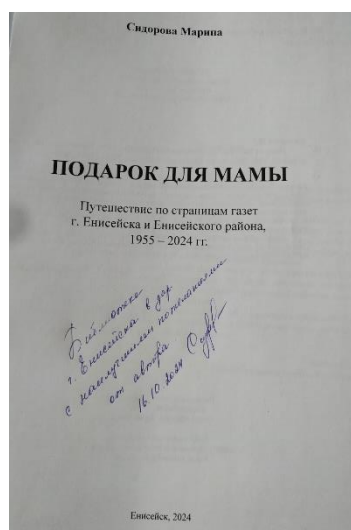 Сидорова Марина
ПОДАРОК ДЛЯ МАМЫ
Путешествие по страницам газет
г. Енисейска и Енисейского района,
1955 – 2024 гг.
Библиотеке
г. Енисейска в дар
с наилучшими пожеланиями
от автора
16.10.2024
Енисейск, 2024